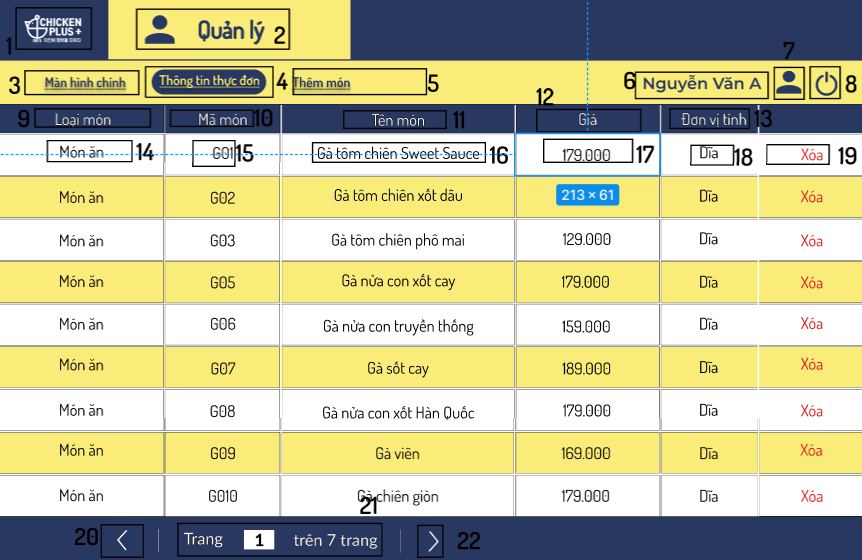 CHICKEN
PLUS+
1
Quản lý 2
3 Màn hình chính Thông tin thực đơn 4 Thêm món 5 6 Nguyễn Văn A 7 8
9 Loại món Mã món 10 Tên món 11 12 Giá Đơn vị tính 13
Món ăn 14 G01 15 Gà tôm chiên Sweet Sauce 16 179.000 17 Dĩa 18 Xóa 19
Món ăn G02 Gà tôm chiên xốt dâu 213 × 61 Dĩa Xóa
Món ăn G03 Gà tôm chiên phô mai 129.000 Dĩa Xóa
Món ăn G05 Gà nửa con xốt cay 179.000 Dĩa Xóa
Món ăn G06 Gà nửa con truyền thống 159.000 Dĩa Xóa
Món ăn G07 Gà sốt cay 189.000 Dĩa Xóa
Món ăn G08 Gà nửa con xốt Hàn Quốc 179.000 Dĩa Xóa
Món ăn G09 Gà viên 169.000 Dĩa Xóa
Món ăn G010 Gà chiên giòn 179.000 Dĩa Xóa
20 21 Trang 1 trên 7 trang 22